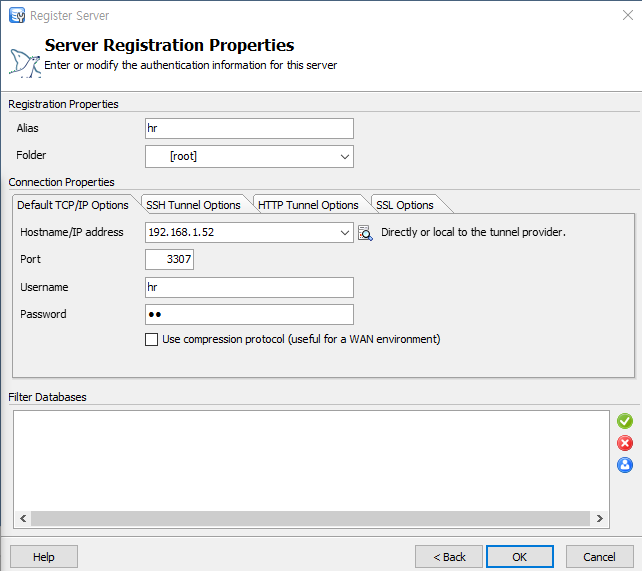 Register Server
Server Registration Properties
Enter or modify the authentication information for this server
Registration Properties
Alias hr
Folder [root]
Connection Properties
Default TCP/IP Options SSH Tunnel Options HTTP Tunnel Options SSL Options
Hostname/IP address 192.168.1.52 Directly or local to the tunnel provider.
Port 3307
Username hr
Password ●●
Use compression protocol (useful for a WAN environment)
Filter Databases
Help < Back OK Cancel